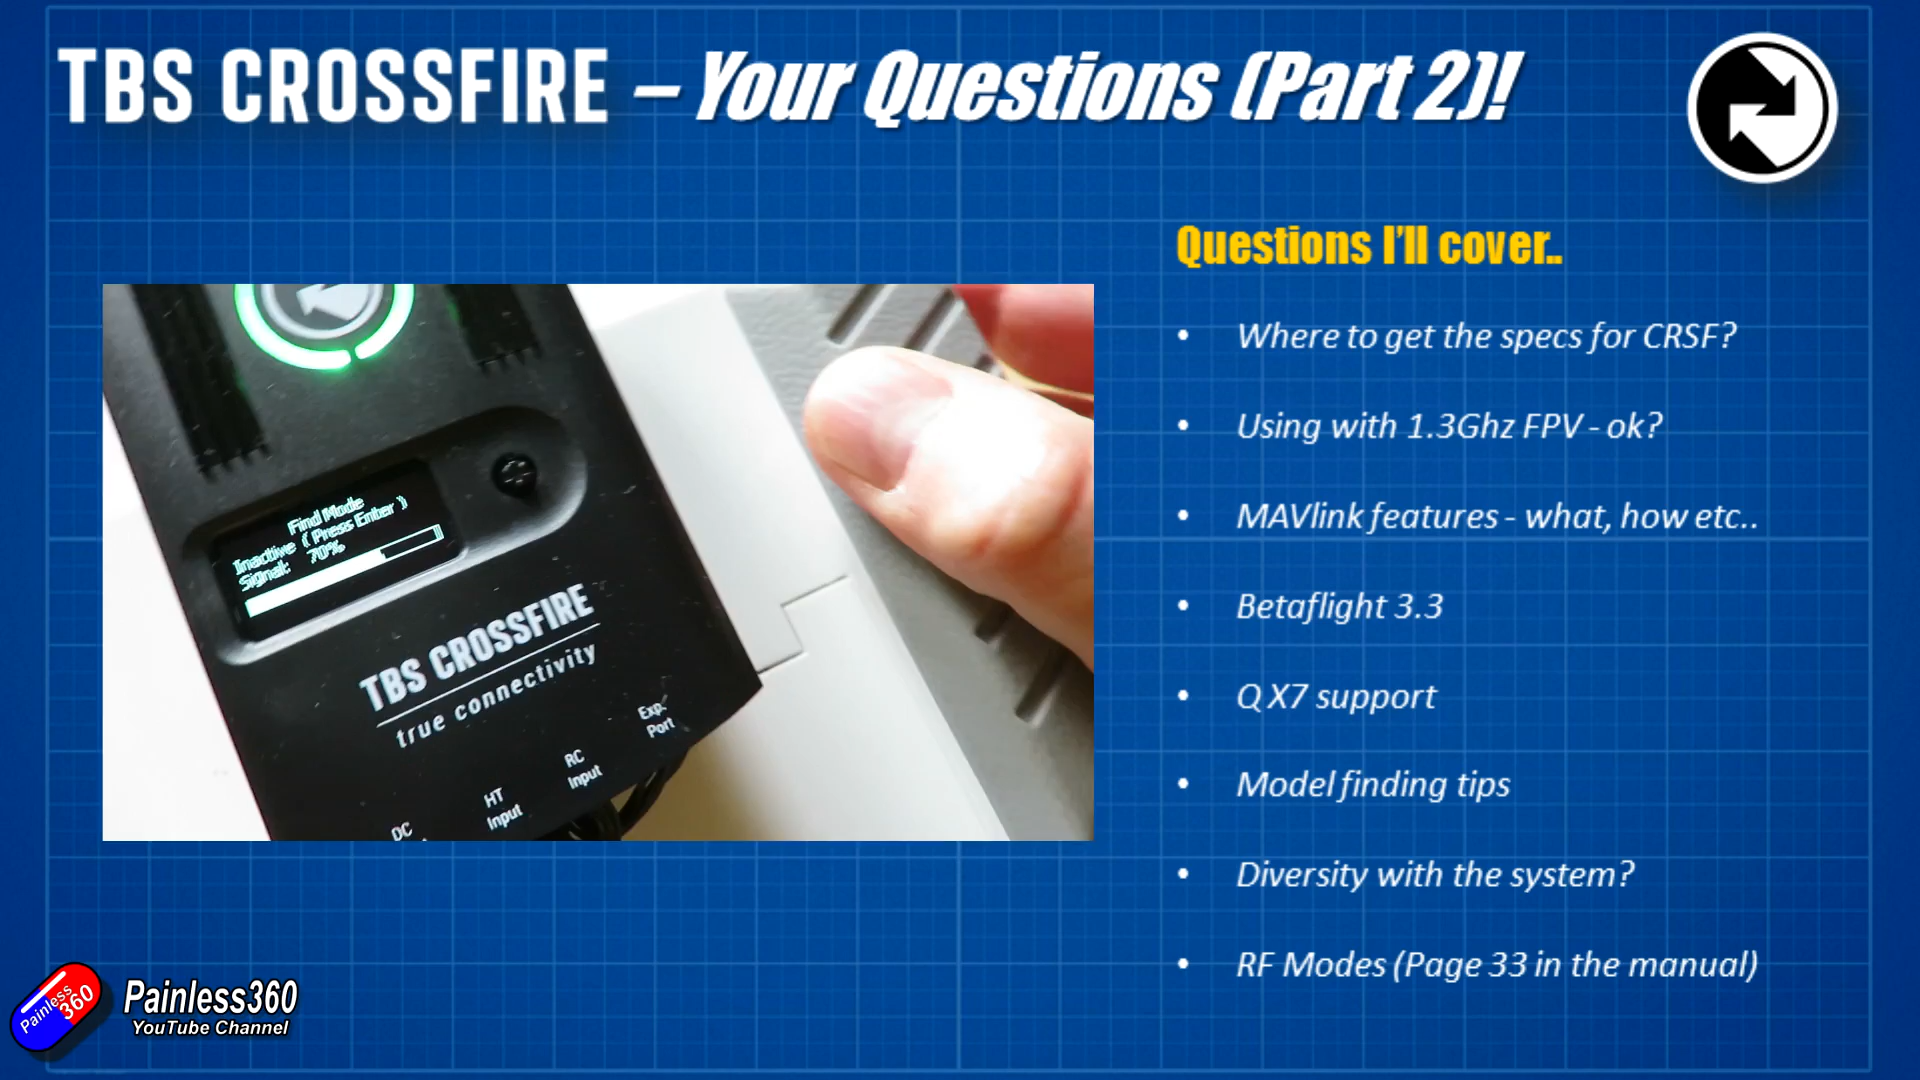 TBS CROSSFIRE – Your Questions (Part 2)!
Questions I'll cover..
• Where to get the specs for CRSF?
• Using with 1.3Ghz FPV - ok?
• MAVlink features - what, how etc..
• Betaflight 3.3
• Q X7 support
• Model finding tips
• Diversity with the system?
• RF Modes (Page 33 in the manual)
Find Mode
Inactive ( Press Enter )
Signal: 70%
TBS CROSSFIRE
true connectivity
Exp.
Port
RC
Input
HT
Input
DC
Painless
360
Painless360
YouTube Channel